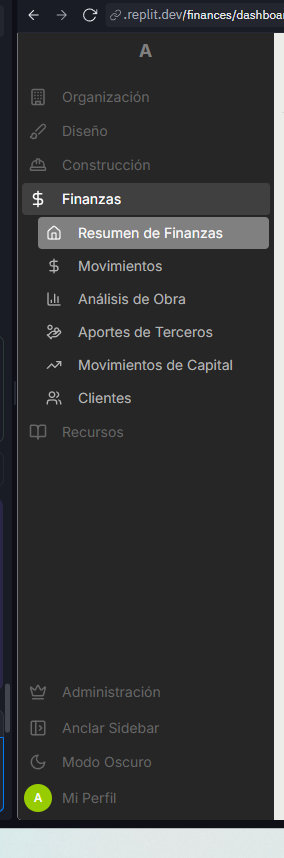 .replit.dev/finances/dashboa
A
Organización
Diseño
Construcción
Finanzas
Resumen de Finanzas
Movimientos
Análisis de Obra
Aportes de Terceros
Movimientos de Capital
Clientes
Recursos
Administración
Anclar Sidebar
Modo Oscuro
A Mi Perfil